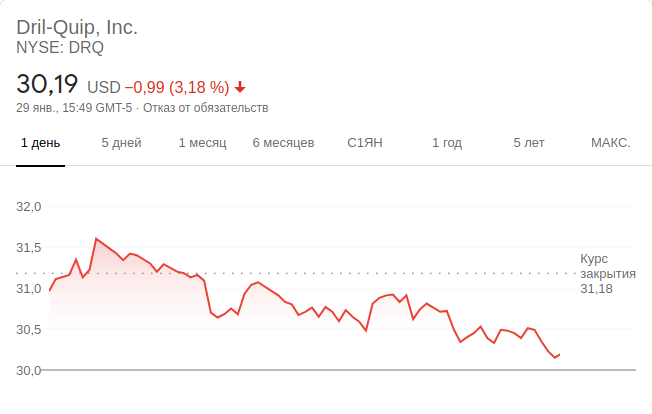 Dril-Quip, Inc.
NYSE: DRQ
30,19 USD −0,99 (3,18 %)
29 янв., 15:49 GMT-5 · Отказ от обязательств
1 день 5 дней 1 месяц 6 месяцев С1ЯН 1 год 5 лет МАКС.
32,0
31,5
31,0
30,5
30,0
Курс
закрытия
31,18